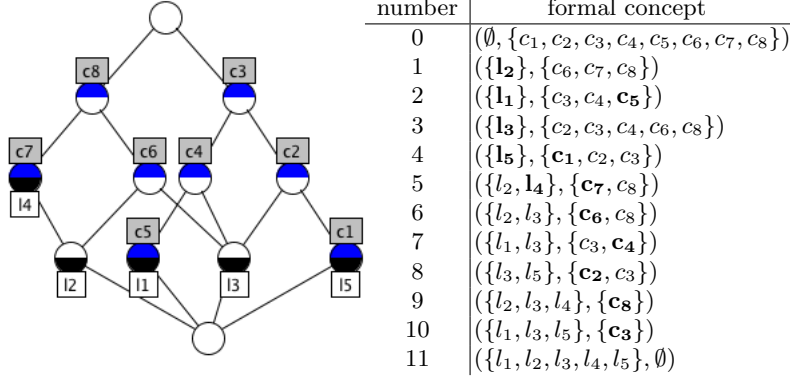 c8
c3
c7
c6
c4
c2
l4
c5
c1
l2
l1
l3
l5
number formal concept
0 (∅, {c₁, c₂, c₃, c₄, c₅, c₆, c₇, c₈})
1 ({l₂}, {c₆, c₇, c₈})
2 ({l₁}, {c₃, c₄, c₅})
3 ({l₃}, {c₂, c₃, c₄, c₆, c₈})
4 ({l₅}, {c₁, c₂, c₃})
5 ({l₂, l₄}, {c₇, c₈})
6 ({l₂, l₃}, {c₆, c₈})
7 ({l₁, l₃}, {c₃, c₄})
8 ({l₃, l₅}, {c₂, c₃})
9 ({l₂, l₃, l₄}, {c₈})
10 ({l₁, l₃, l₅}, {c₃})
11 ({l₁, l₂, l₃, l₄, l₅}, ∅)